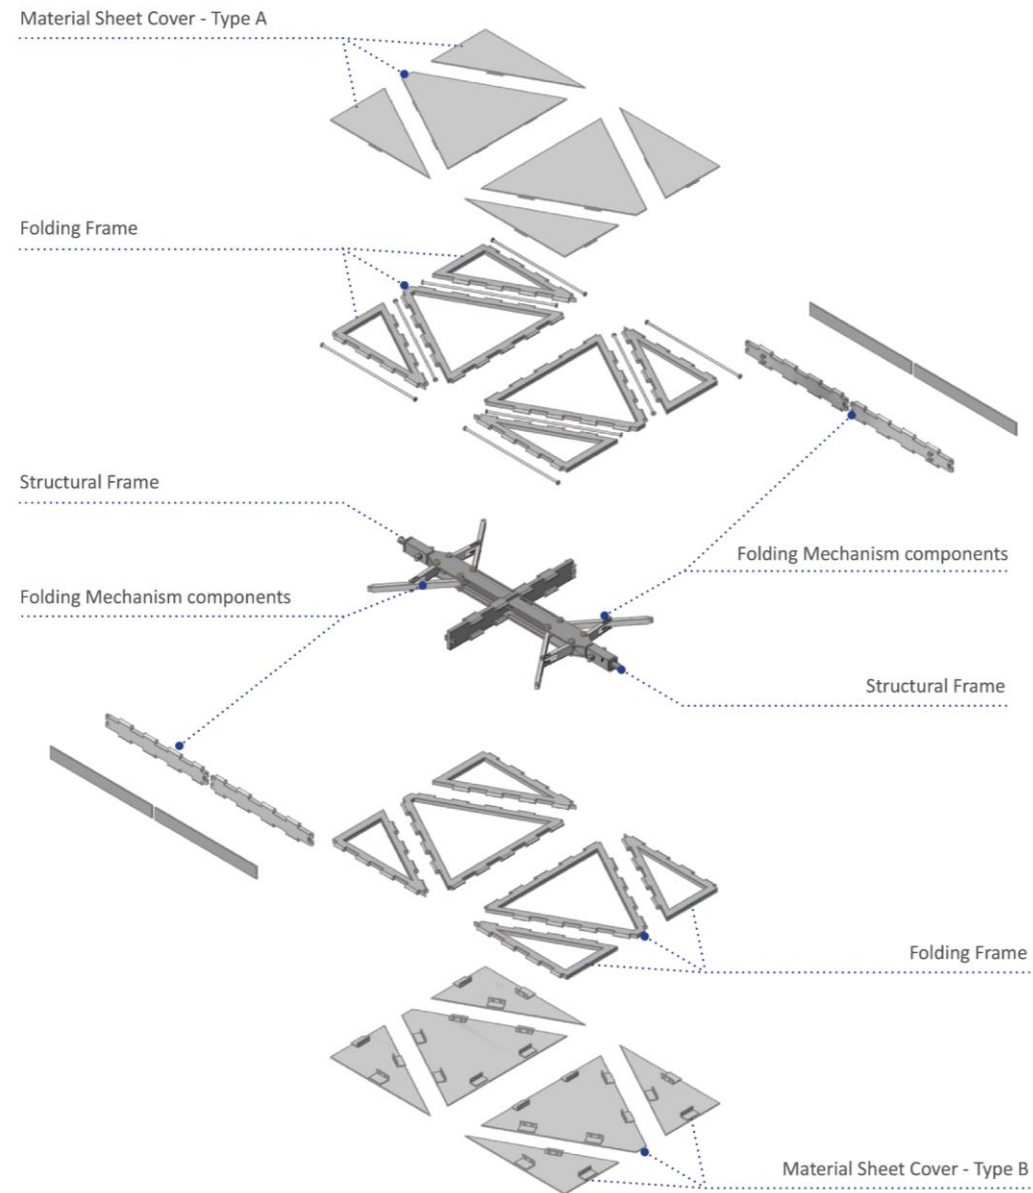 Material Sheet Cover - Type A
Folding Frame
Structural Frame
Folding Mechanism components
Folding Mechanism components
Structural Frame
Folding Frame
Material Sheet Cover - Type B